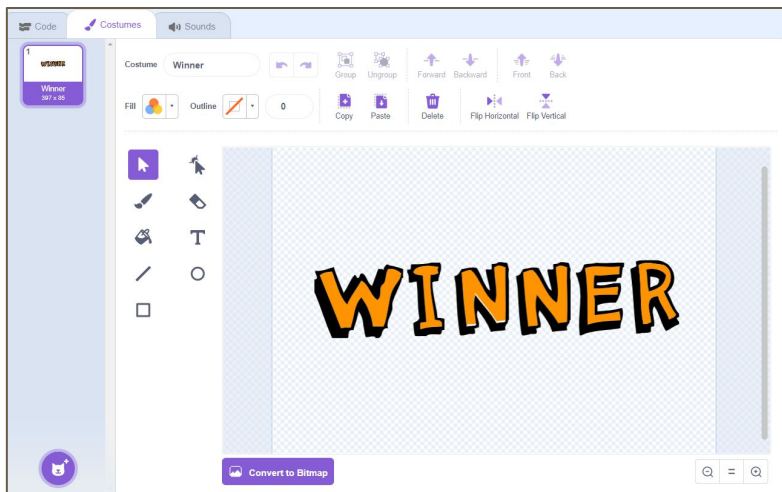 Code Costumes Sounds
1
WINNER
Winner
397 x 85
Costume Winner
Group Ungroup Forward Backward Front Back
Fill Outline 0
Copy Paste Delete Flip Horizontal Flip Vertical
T
WINNER
Convert to Bitmap
=